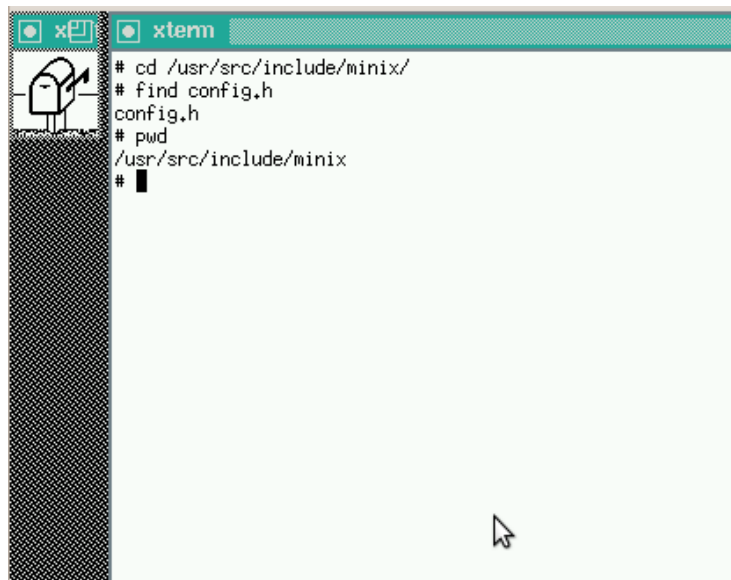 xterm
# cd /usr/src/include/minix/
# find config.h
config.h
# pwd
/usr/src/include/minix
#